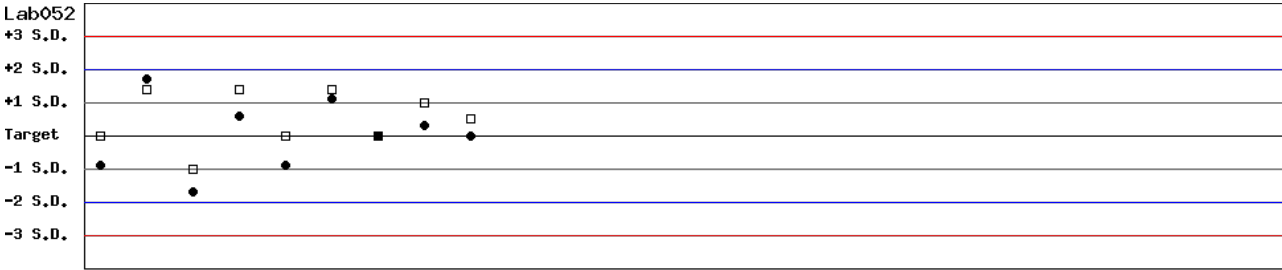 Lab052
+3 S.D.
+2 S.D.
+1 S.D.
Target
-1 S.D.
-2 S.D.
-3 S.D.